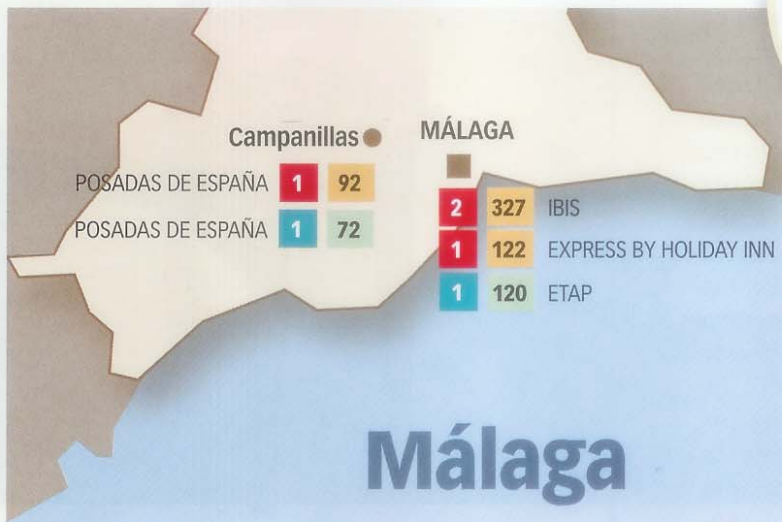 Campanillas
POSADAS DE ESPAÑA 1 92
POSADAS DE ESPAÑA 1 72
MÁLAGA
2 327 IBIS
1 122 EXPRESS BY HOLIDAY INN
1 120 ETAP
Málaga